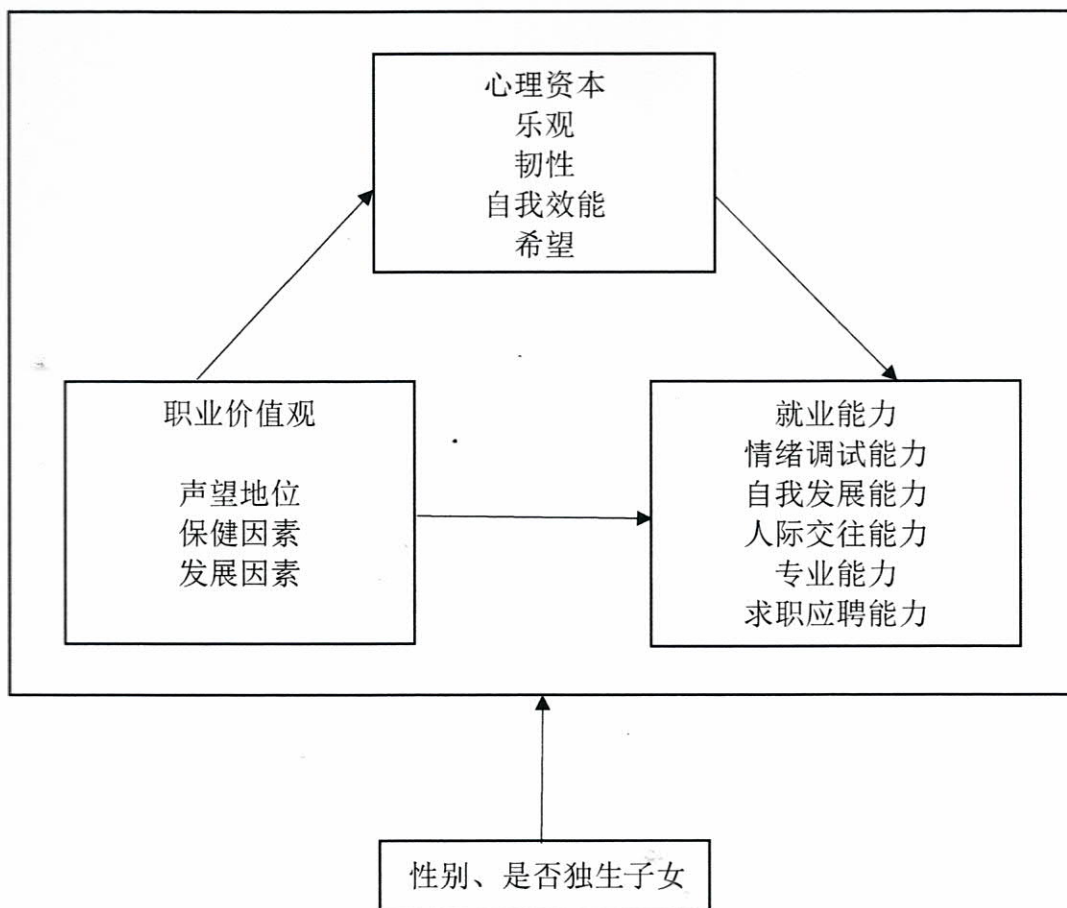 心理资本
乐观
韧性
自我效能
希望
职业价值观
声望地位
保健因素
发展因素
就业能力
情绪调试能力
自我发展能力
人际交往能力
专业能力
求职应聘能力
性别、是否独生子女